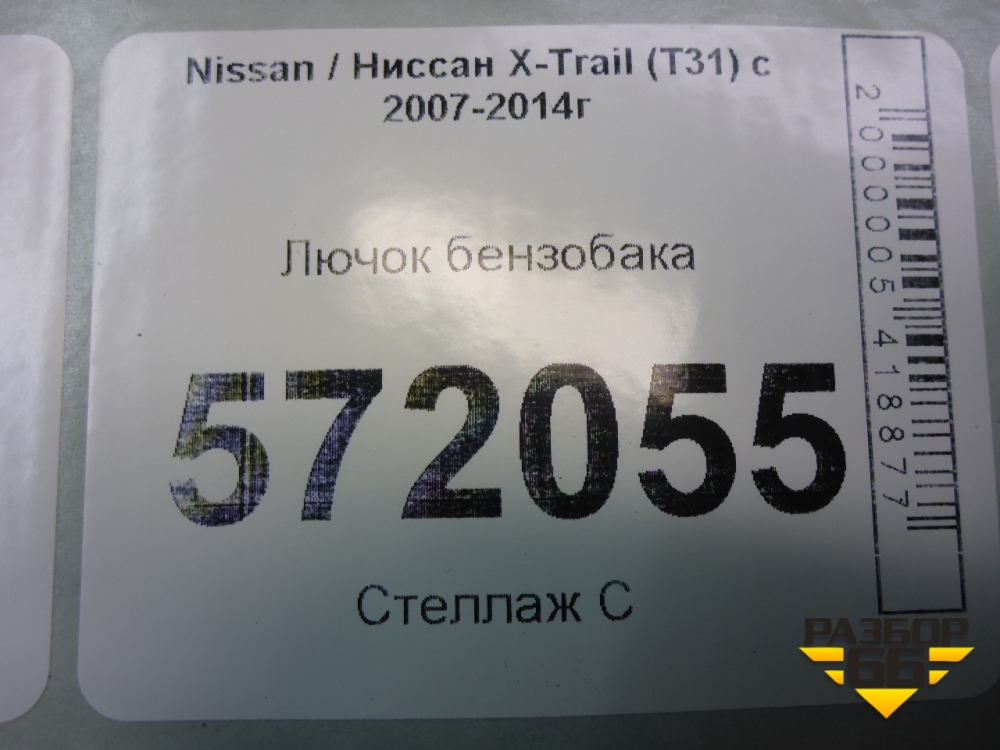 Nissan / Ниссан X-Trail (T31) с
2007-2014г
Лючок бензобака
572055
Стеллаж С
2000005418877
РАЗБОР
66